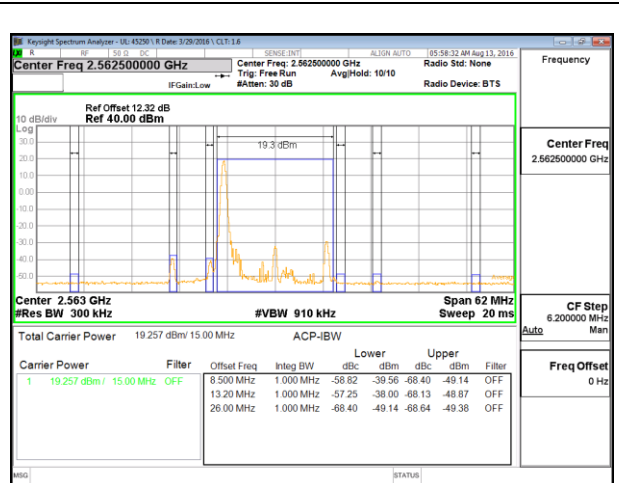 Keysight Spectrum Analyzer - UL: 45250 \ R Date: 3/29/2016 \ CLT: 1.6
R RF 50 Ω DC SENSE:INT ALIGN AUTO 05:58:32 AM Aug 13, 2016
Center Freq 2.562500000 GHz Center Freq: 2.562500000 GHz Radio Std: None Frequency
Trig: Free Run Avg|Hold: 10/10
IFGain:Low #Atten: 30 dB Radio Device: BTS
Ref Offset 12.32 dB
10 dB/div Ref 40.00 dBm
Log
30.0
20.0
10.0
0.00
-10.0
-20.0
-30.0
-40.0
-50.0
19.3 dBm
Center Freq
2.562500000 GHz
Center 2.563 GHz Span 62 MHz
#Res BW 300 kHz #VBW 910 kHz Sweep 20 ms
CF Step
6.200000 MHz
Auto Man
Total Carrier Power 19.257 dBm/ 15.00 MHz ACP-IBW
Lower Upper
Carrier Power Filter Offset Freq Integ BW dBc dBm dBc dBm Filter
1 19.257 dBm / 15.00 MHz OFF 8.500 MHz 1.000 MHz -58.82 -39.56 -68.40 -49.14 OFF
13.20 MHz 1.000 MHz -57.25 -38.00 -68.13 -48.87 OFF
26.00 MHz 1.000 MHz -68.40 -49.14 -68.64 -49.38 OFF
Freq Offset
0 Hz
MSG STATUS